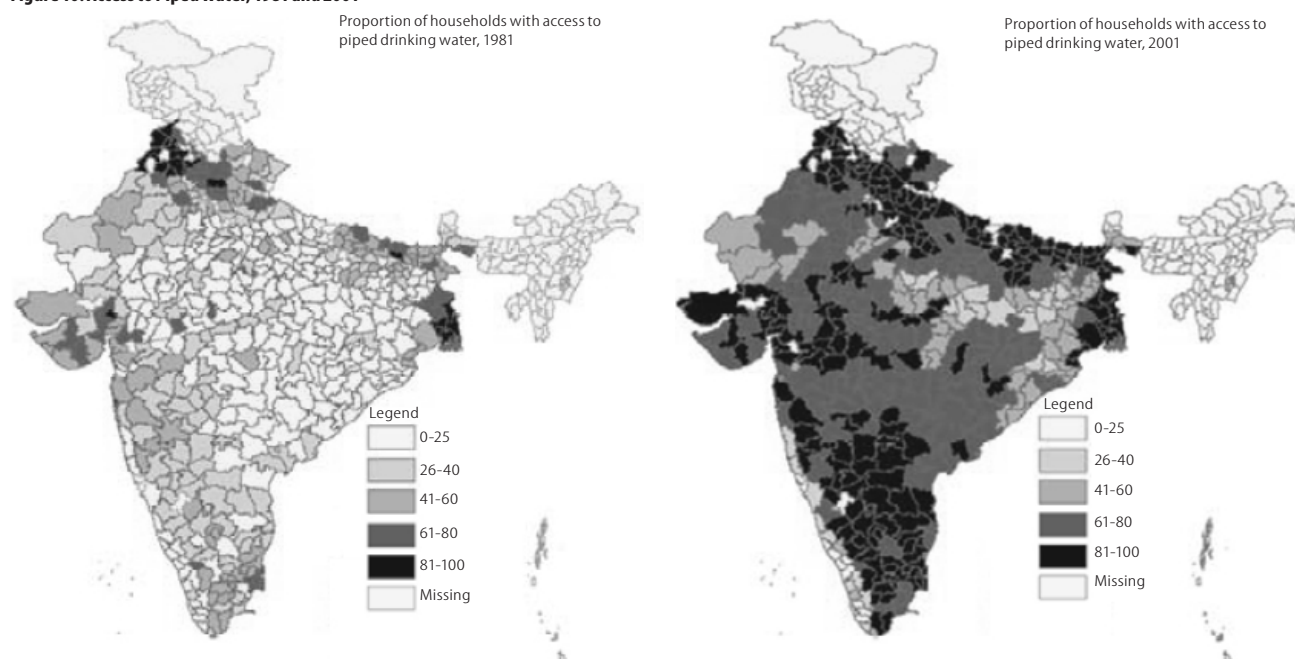 Proportion of households with access to
piped drinking water, 1981
Legend
0-25
26-40
41-60
61-80
81-100
Missing
Proportion of households with access to
piped drinking water, 2001
Legend
0-25
26-40
41-60
61-80
81-100
Missing